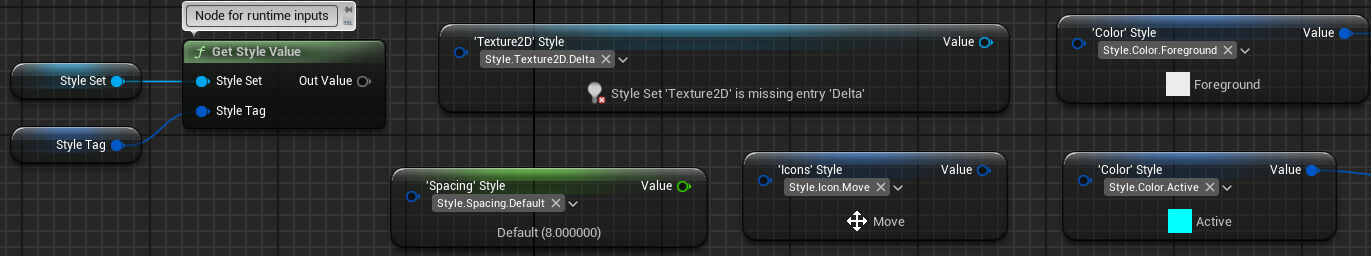 Node for runtime inputs
Get Style Value
Style Set
Style Set
Out Value
Style Tag
Style Tag
'Texture2D' Style
Value
Style.Texture2D.Delta
Style Set 'Texture2D' is missing entry 'Delta'
'Color' Style
Value
Style.Color.Foreground
Foreground
'Spacing' Style
Value
Style.Spacing.Default
Default (8.000000)
'Icons' Style
Value
Style.Icon.Move
Move
'Color' Style
Value
Style.Color.Active
Active